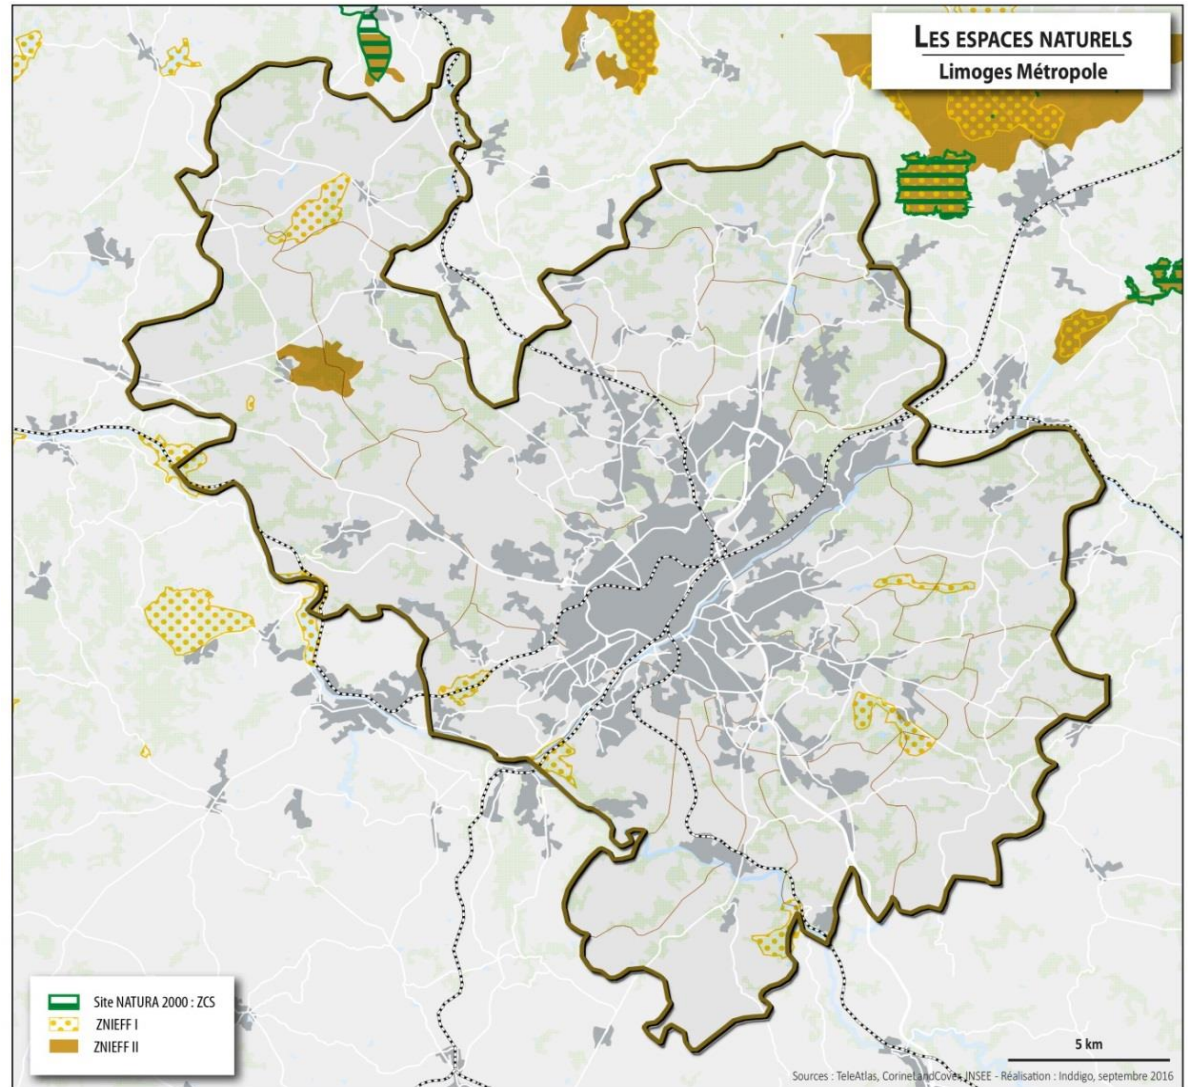 LES ESPACES NATURELS
Limoges Métropole
Site NATURA 2000 : ZCS
ZNIEFF I
ZNIEFF II
5 km
Sources : TeleAtlas, CorineLandCover, INSEE - Réalisation : Inddigo, septembre 2016